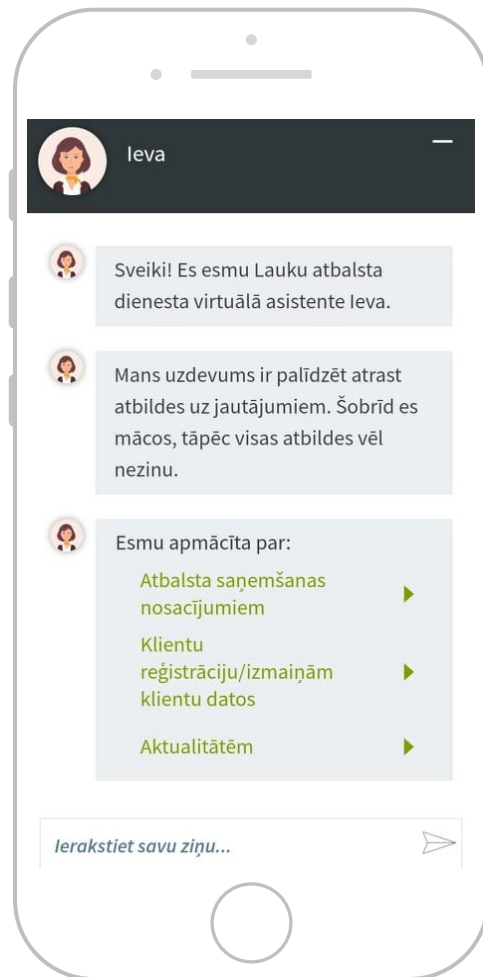 Ieva
Sveiki! Es esmu Lauku atbalsta
dienesta virtuālā asistente Ieva.
Mans uzdevums ir palīdzēt atrast
atbildes uz jautājumiem. Šobrīd es
mācos, tāpēc visas atbildes vēl
nezinu.
Esmu apmācīta par:
Atbalsta saņemšanas
nosacījumiem
Klientu
reģistrāciju/izmaiņām
klientu datos
Aktualitātēm
Ierakstiet savu ziņu...